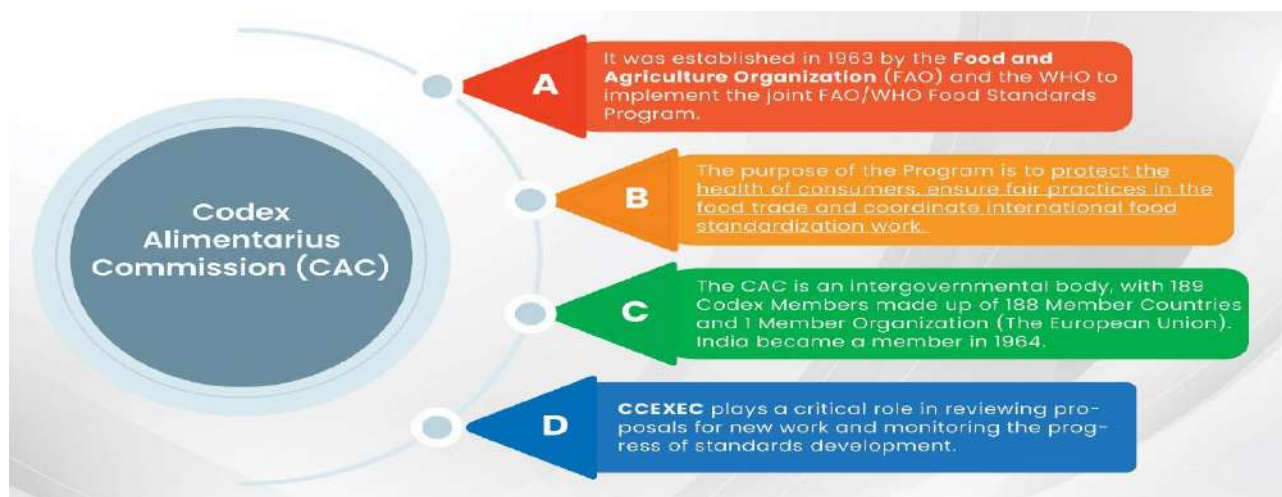 Codex
Alimentarius
Commission (CAC)
A
It was established in 1963 by the Food and
Agriculture Organization (FAO) and the WHO to
implement the joint FAO/WHO Food Standards
Program.
B
The purpose of the Program is to protect the
health of consumers, ensure fair practices in the
food trade and coordinate international food
standardization work.
C
The CAC is an intergovernmental body, with 189
Codex Members made up of 188 Member Countries
and 1 Member Organization (The European Union).
India became a member in 1964.
D
CCEXEC plays a critical role in reviewing pro-
posals for new work and monitoring the prog-
ress of standards development.